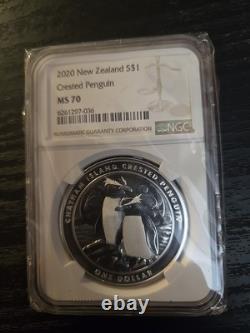 2020 New Zealand S$1
Crested Penguin
MS 70
6261297-036
NUMISMATIC GUARANTY CORPORATION
NGC
CHATHAM ISLAND CRESTED PENGUIN
ONE DOLLAR
ebay